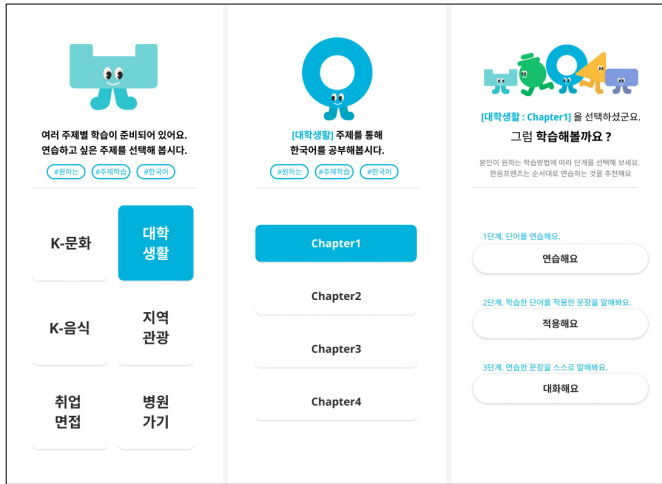 여러 주제별 학습이 준비되어 있어요.
연습하고 싶은 주제를 선택해 봅시다.
#원하는 #주제학습 #한국어
K-문화
대학
생활
K-음식
지역
관광
취업
면접
병원
가기
[대학생활] 주제를 통해
한국어를 공부해봅시다.
#원하는 #주제학습 #한국어
Chapter1
Chapter2
Chapter3
Chapter4
[대학생활 : Chapter1] 을 선택하셨군요.
그럼 학습해볼까요 ?
본인이 원하는 학습방법에 따라 단계를 선택해 보세요.
한음프렌즈는 순서대로 연습하는 것을 추천해요
1단계. 단어를 연습해요.
연습해요
2단계. 학습한 단어를 적용한 문장을 말해봐요.
적용해요
3단계. 연습한 문장을 스스로 말해봐요.
대화해요